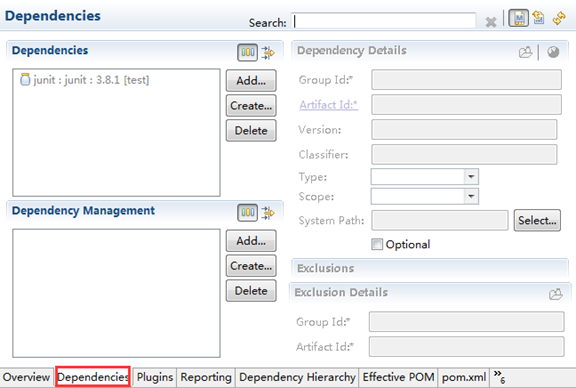 Dependencies
Search:
Dependencies
junit : junit : 3.8.1 [test]
Add...
Create...
Delete
Dependency Management
Add...
Create...
Delete
Dependency Details
Group Id:*
Artifact Id:*
Version:
Classifier:
Type:
Scope:
System Path:
Select...
Optional
Exclusions
Exclusion Details
Group Id:*
Artifact Id:*
Overview Dependencies Plugins Reporting Dependency Hierarchy Effective POM pom.xml »6